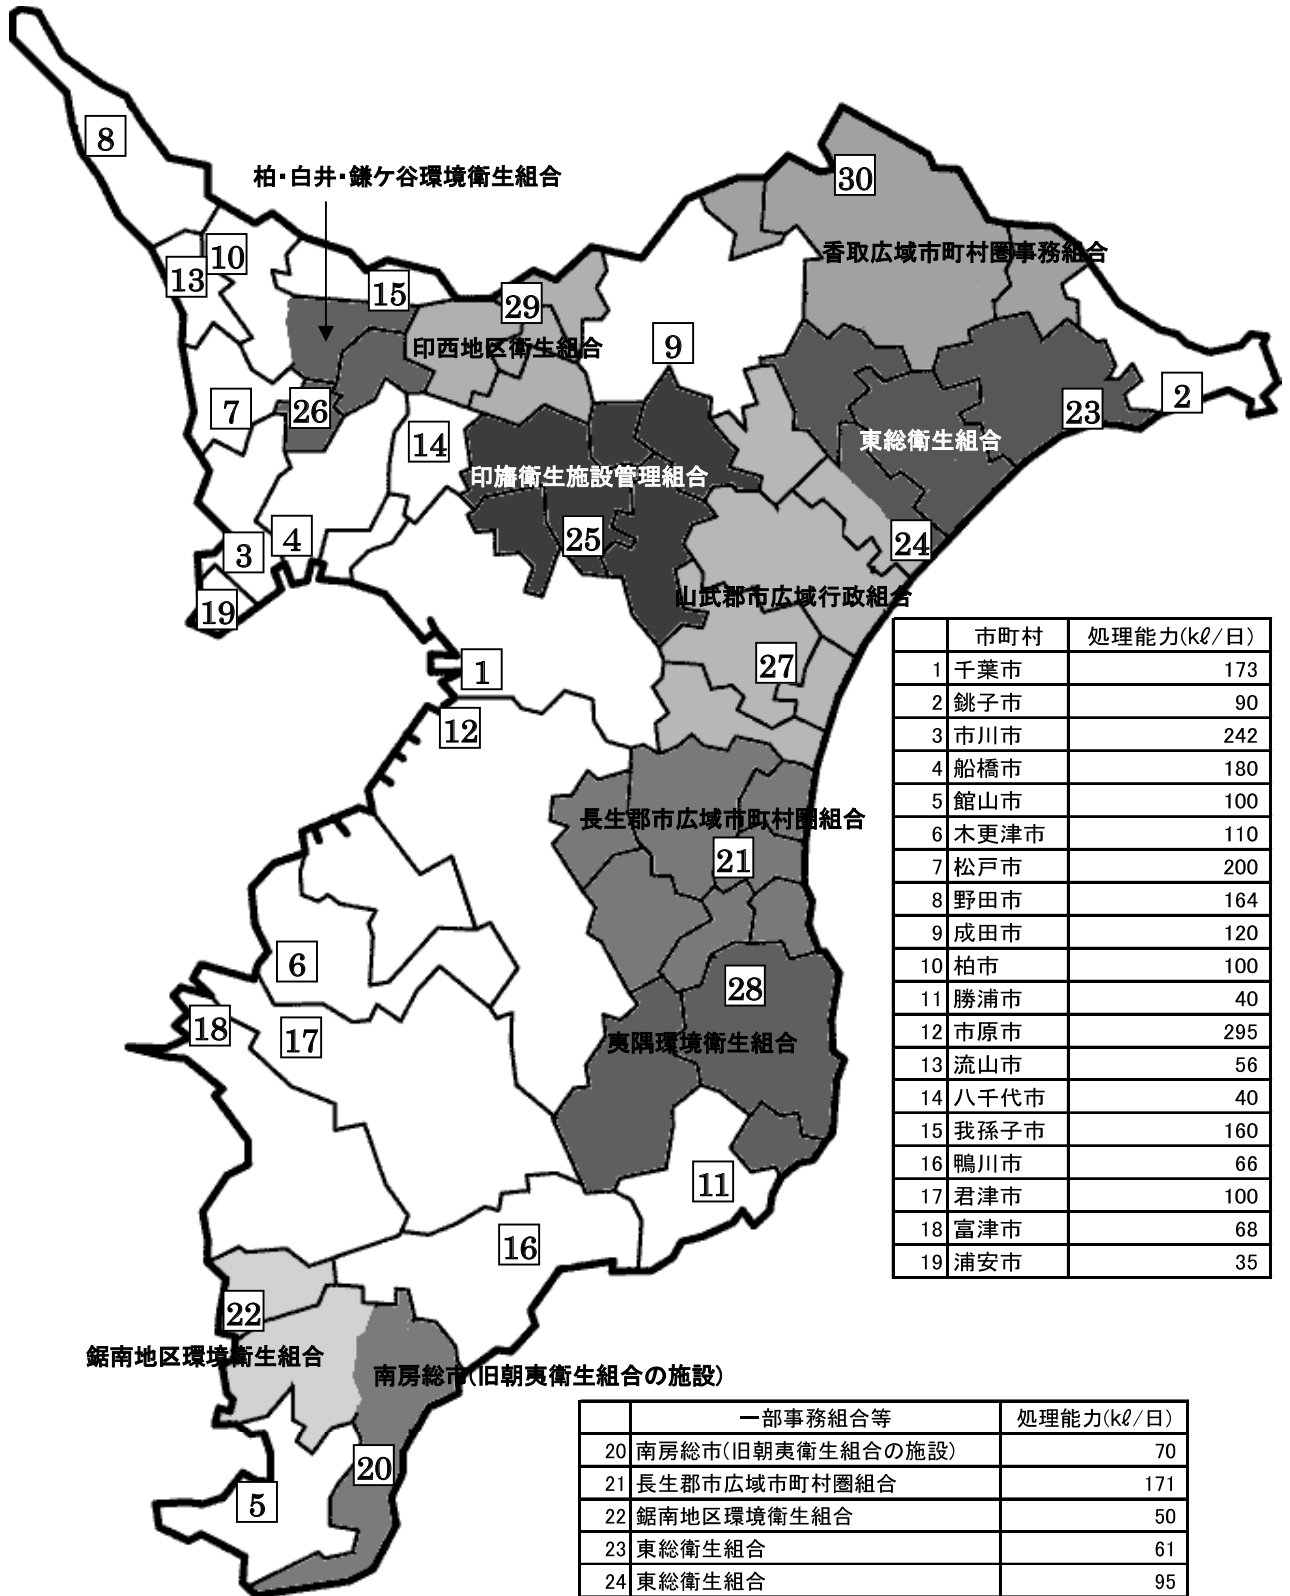 8
柏・白井・鎌ケ谷環境衛生組合
30
香取広域市町村圏事務組合
10
13
15
29
印西地区衛生組合
9
7
26
2
23
14
東総衛生組合
印旛衛生施設管理組合
25
24
3
4
19
山武郡市広域行政組合
27
1
12
長生郡市広域市町村圏組合
21
6
28
18
17
夷隅環境衛生組合
11
16
22
鋸南地区環境衛生組合
南房総市(旧朝夷衛生組合の施設)
20
5
市町村 処理能力(kℓ/日)
1 千葉市 173
2 銚子市 90
3 市川市 242
4 船橋市 180
5 館山市 100
6 木更津市 110
7 松戸市 200
8 野田市 164
9 成田市 120
10 柏市 100
11 勝浦市 40
12 市原市 295
13 流山市 56
14 八千代市 40
15 我孫子市 160
16 鴨川市 66
17 君津市 100
18 富津市 68
19 浦安市 35
一部事務組合等 処理能力(kℓ/日)
20 南房総市(旧朝夷衛生組合の施設) 70
21 長生郡市広域市町村圏組合 171
22 鋸南地区環境衛生組合 50
23 東総衛生組合 61
24 東総衛生組合 95